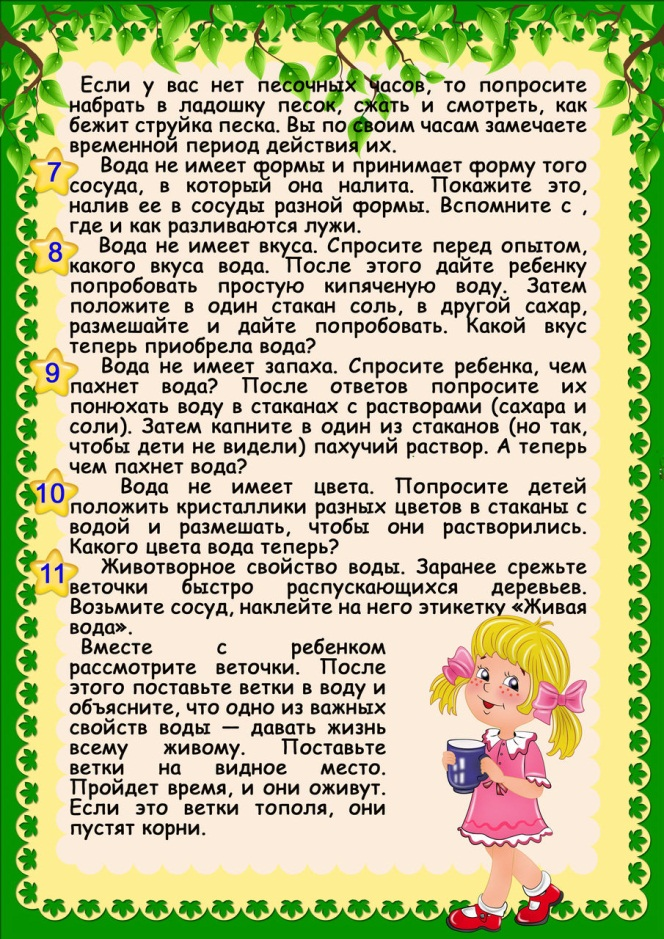 Если у вас нет песочных часов, то попросите
набрать в ладошку песок, сжать и смотреть, как
бежит струйка песка. Вы по своим часам замечаете
временной период действия их.
7 Вода не имеет формы и принимает форму того
сосуда, в который она налита. Покажите это,
налив ее в сосуды разной формы. Вспомните с ,
где и как разливаются лужи.
8 Вода не имеет вкуса. Спросите перед опытом,
какого вкуса вода. После этого дайте ребенку
попробовать простую кипяченую воду. Затем
положите в один стакан соль, в другой сахар,
размешайте и дайте попробовать. Какой вкус
теперь приобрела вода?
9 Вода не имеет запаха. Спросите ребенка, чем
пахнет вода? После ответов попросите их
понюхать воду в стаканах с растворами (сахара и
соли). Затем капните в один из стаканов (но так,
чтобы дети не видели) пахучий раствор. А теперь
чем пахнет вода?
10 Вода не имеет цвета. Попросите детей
положить кристаллики разных цветов в стаканы с
водой и размешать, чтобы они растворились.
Какого цвета вода теперь?
11 Животворное свойство воды. Заранее срежьте
веточки быстро распускающихся деревьев.
Возьмите сосуд, наклейте на него этикетку «Живая
вода».
Вместе с ребенком
рассмотрите веточки. После
этого поставьте ветки в воду и
объясните, что одно из важных
свойств воды — давать жизнь
всему живому. Поставьте
ветки на видное место.
Пройдет время, и они оживут.
Если это ветки тополя, они
пустят корни.